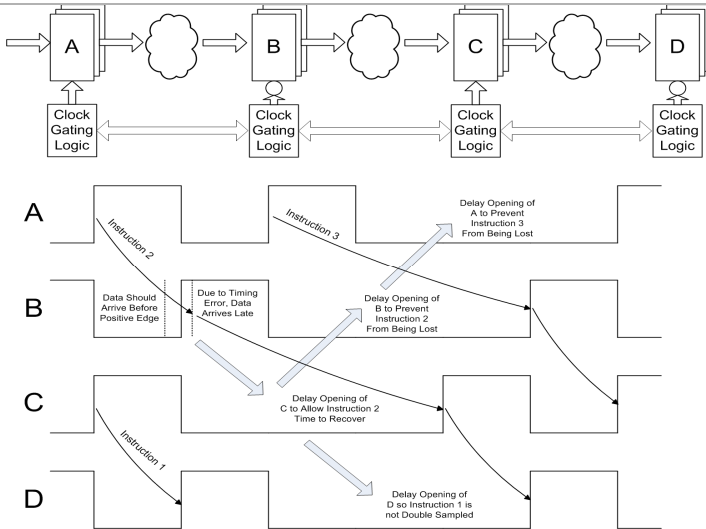 A
B
C
D
Clock
Gating
Logic
Clock
Gating
Logic
Clock
Gating
Logic
Clock
Gating
Logic
A
Instruction 2
Instruction 3
Delay Opening of
A to Prevent
Instruction 3
From Being Lost
B
Data Should
Arrive Before
Positive Edge
Due to Timing
Error, Data
Arrives Late
Delay Opening of
B to Prevent
Instruction 2
From Being Lost
C
Instruction 1
Delay Opening of
C to Allow Instruction 2
Time to Recover
D
Delay Opening of
D so Instruction 1 is
not Double Sampled